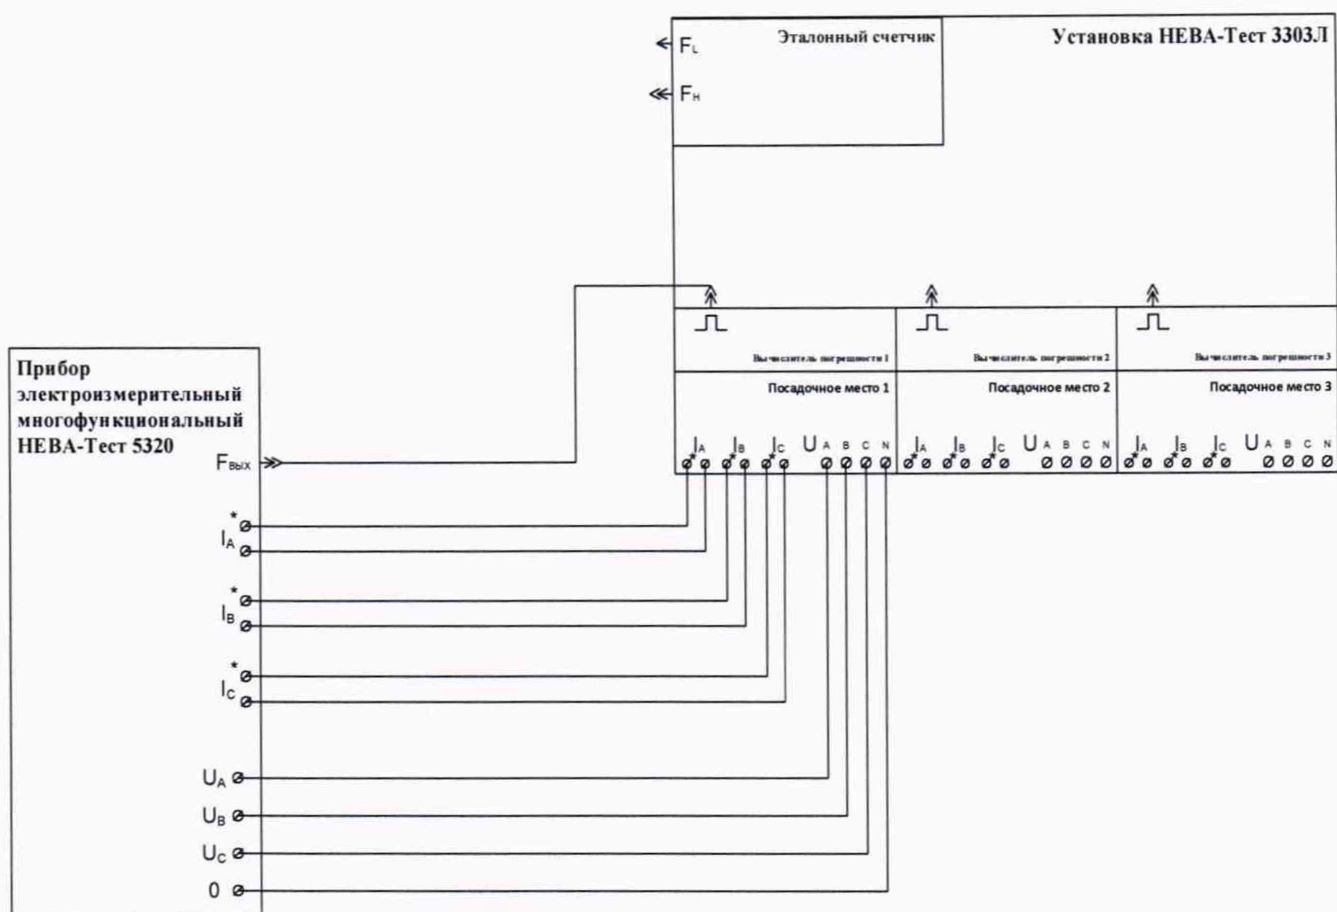 Эталонный счетчик
Установка НЕВА-Тест 3303Л
FL
FH
Вычислитель погрешности 1
Вычислитель погрешности 2
Вычислитель погрешности 3
Посадочное место 1
Посадочное место 2
Посадочное место 3
* IA * IB * IC U A B C N
* IA * IB * IC U A B C N
* IA * IB * IC U A B C N
Прибор
электроизмерительный
многофункциональный
НЕВА-Тест 5320
Fвых
*
IA
*
IB
*
IC
UA
UB
UC
0